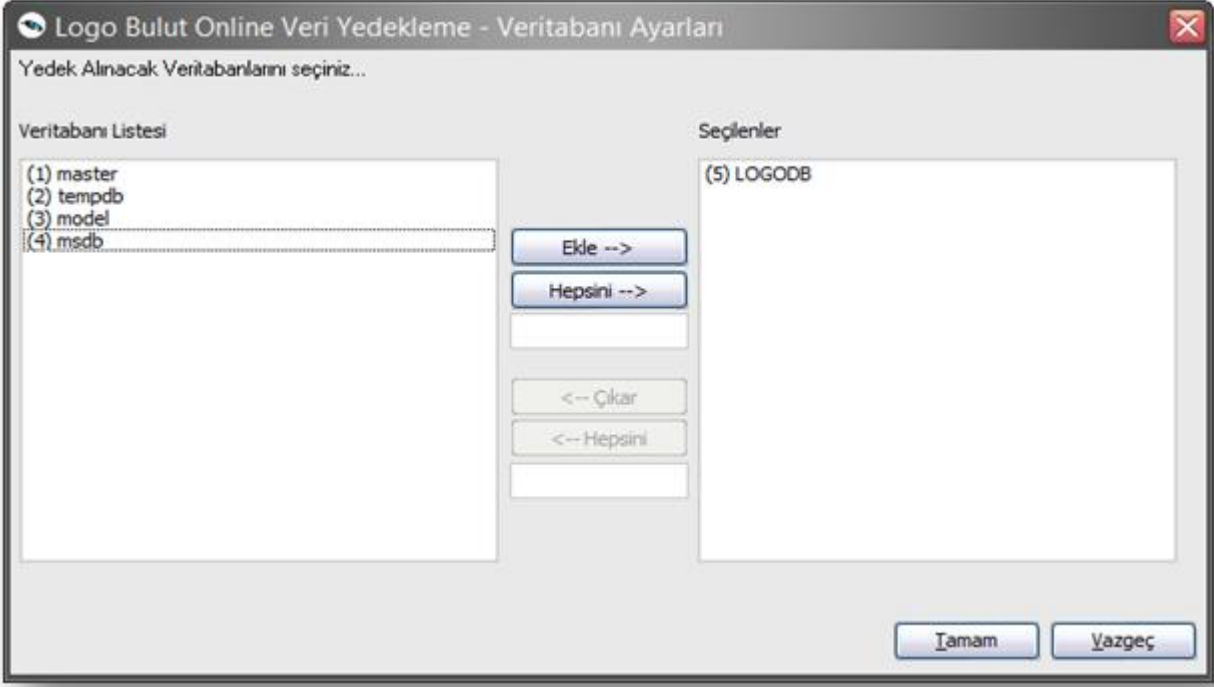 Logo Bulut Online Veri Yedekleme - Veritabanı Ayarları
Yedek Alınacak Veritabanlarını seçiniz...
Veritabanı Listesi
Seçilenler
(1) master
(2) tempdb
(3) model
(4) msdb
(5) LOGODB
Ekle -->
Hepsini -->
<-- Çıkar
<-- Hepsini
Tamam
Vazgeç